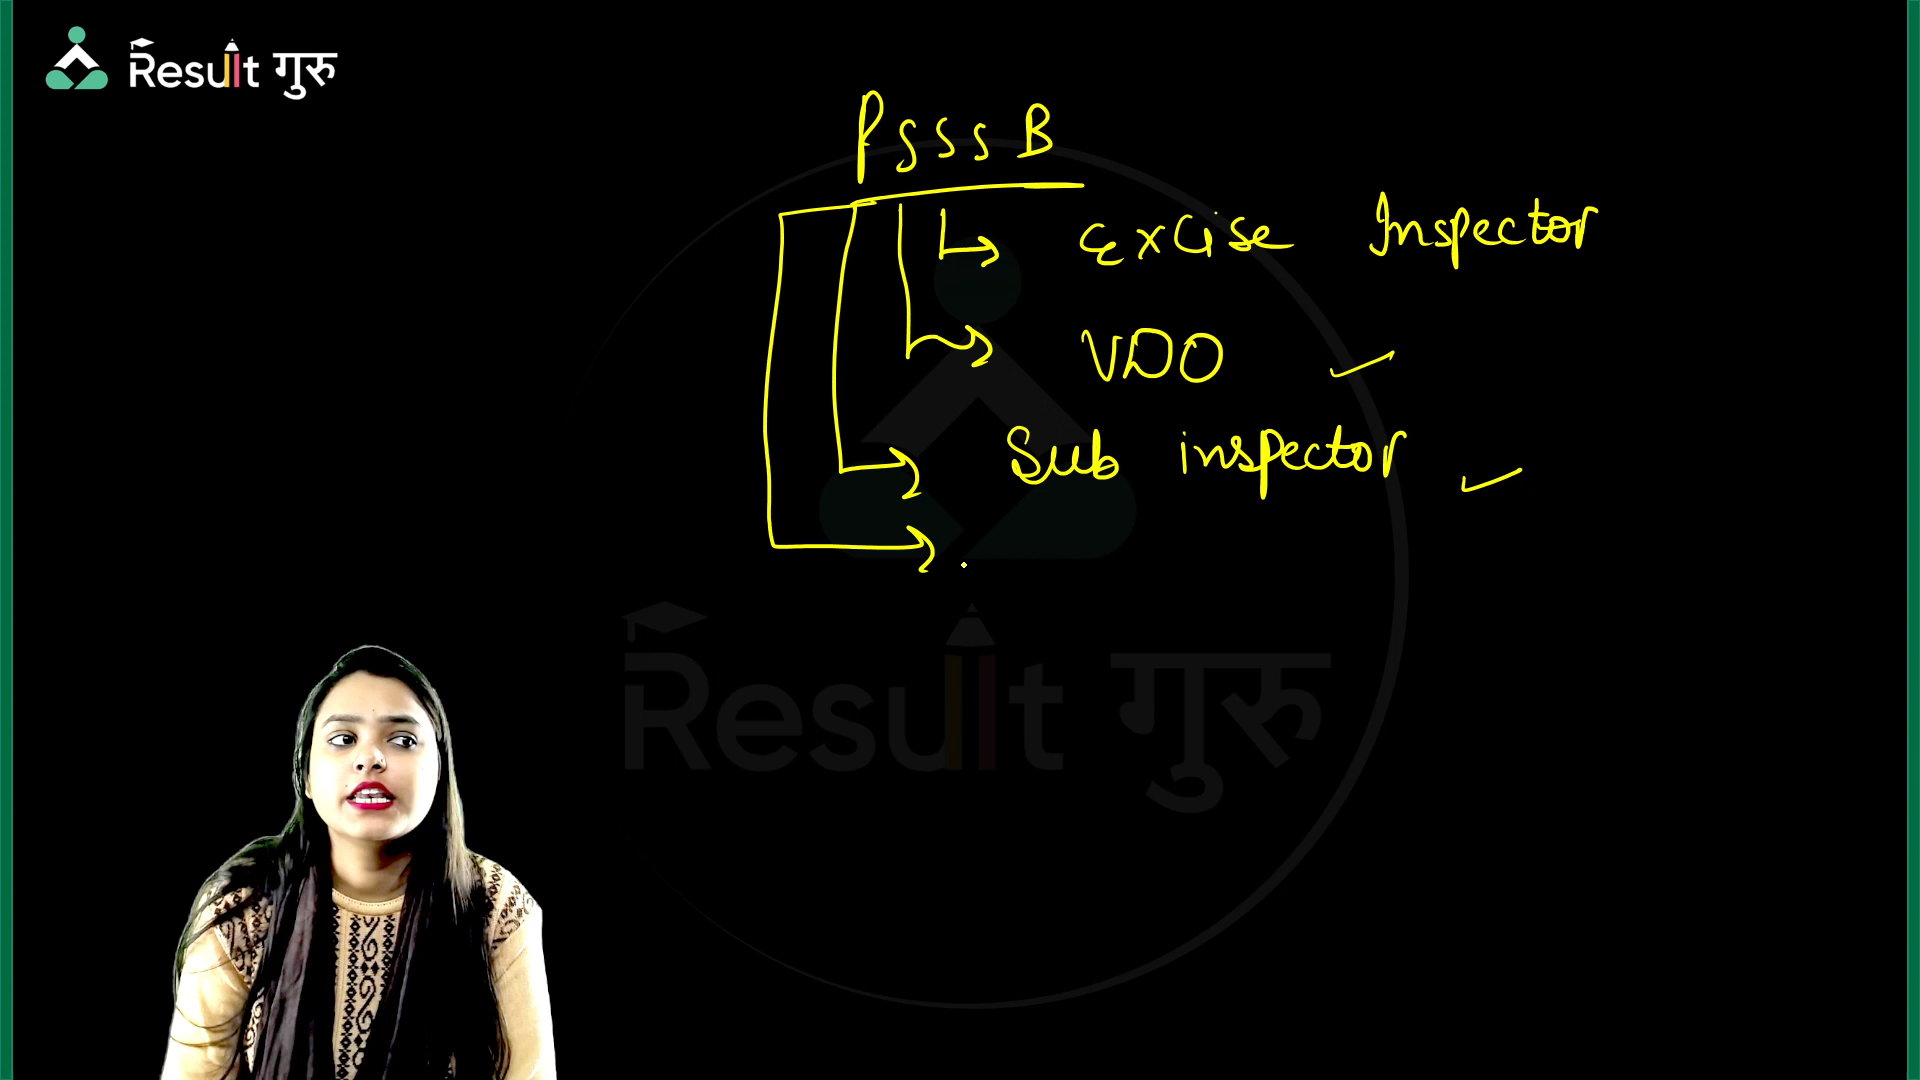 Result गुरु
PSSSB
Excise Inspector
VDO
Sub inspector
Result गुरु